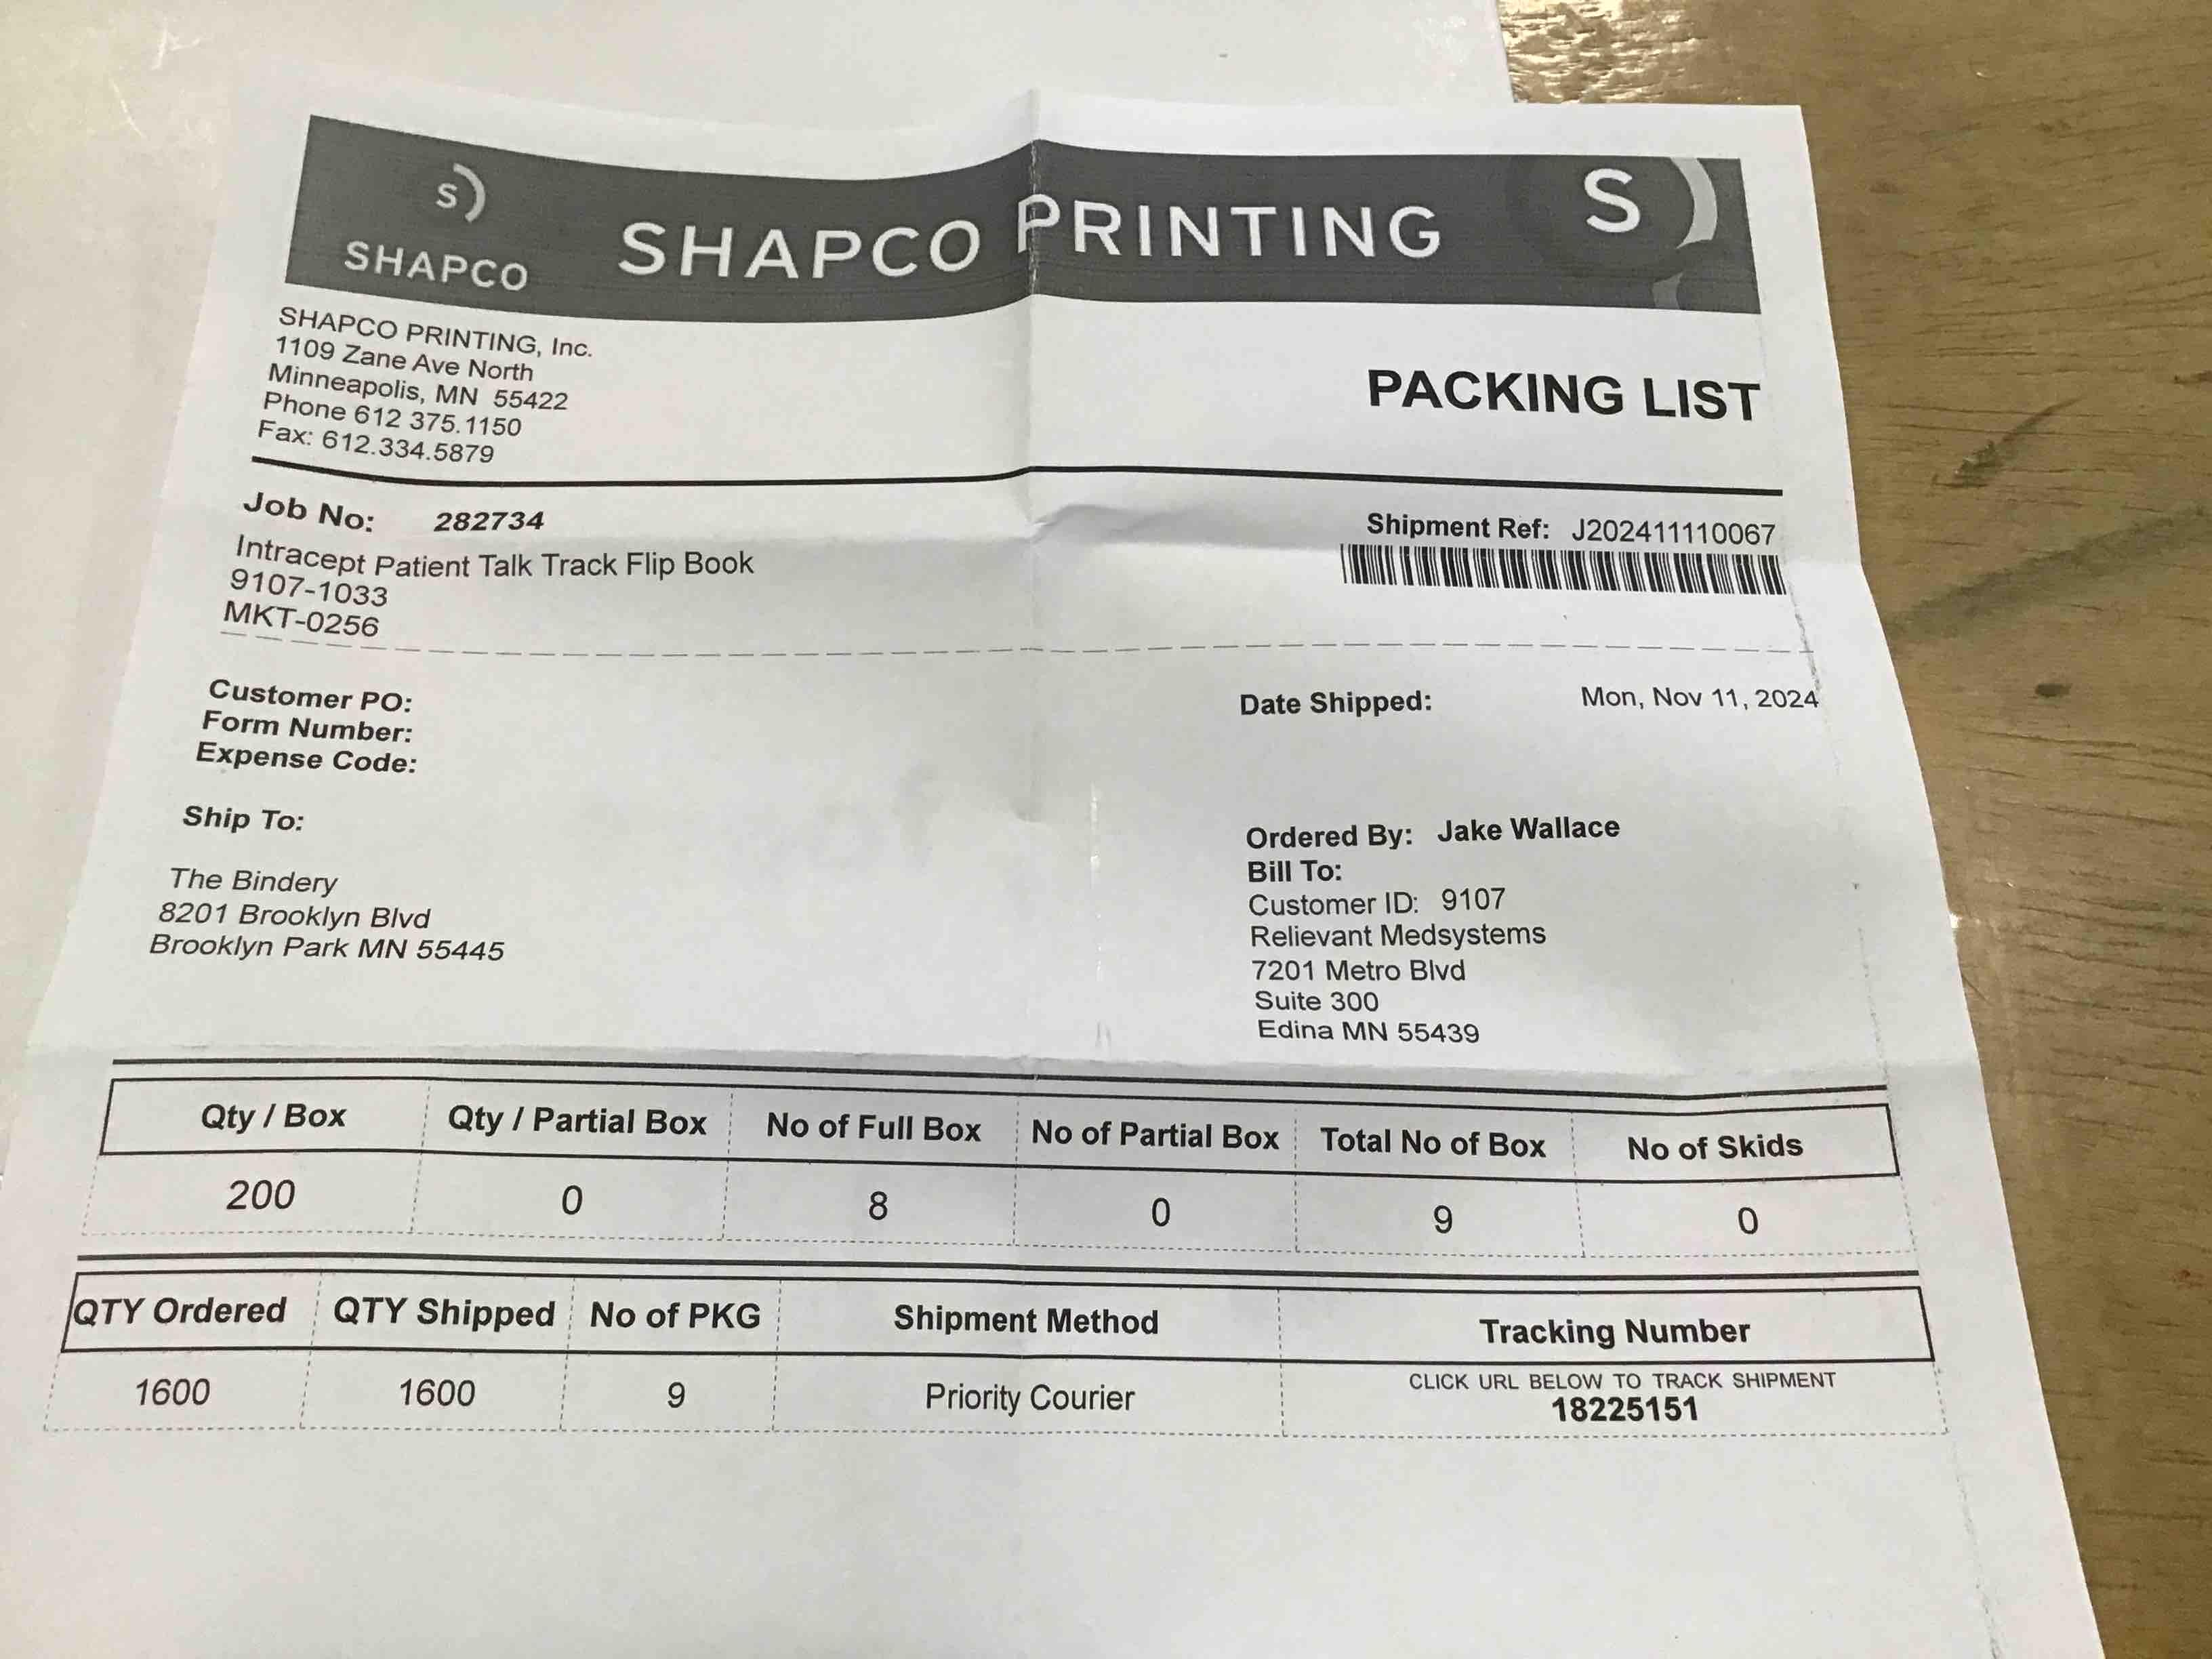 s)
SHAPCO
SHAPCO PRINTING
S)
SHAPCO PRINTING, Inc.
1109 Zane Ave North
Minneapolis, MN 55422
Phone 612 375.1150
Fax: 612.334.5879
PACKING LIST
Job No: 282734
Intracept Patient Talk Track Flip Book
9107-1033
MKT-0256
Shipment Ref: J202411110067
Customer PO:
Form Number:
Expense Code:
Date Shipped: Mon, Nov 11, 2024
Ship To:
The Bindery
8201 Brooklyn Blvd
Brooklyn Park MN 55445
Ordered By: Jake Wallace
Bill To:
Customer ID: 9107
Relievant Medsystems
7201 Metro Blvd
Suite 300
Edina MN 55439
Qty / Box Qty / Partial Box No of Full Box No of Partial Box Total No of Box No of Skids
200 0 8 0 9 0
QTY Ordered QTY Shipped No of PKG Shipment Method Tracking Number
CLICK URL BELOW TO TRACK SHIPMENT
1600 1600 9 Priority Courier 18225151